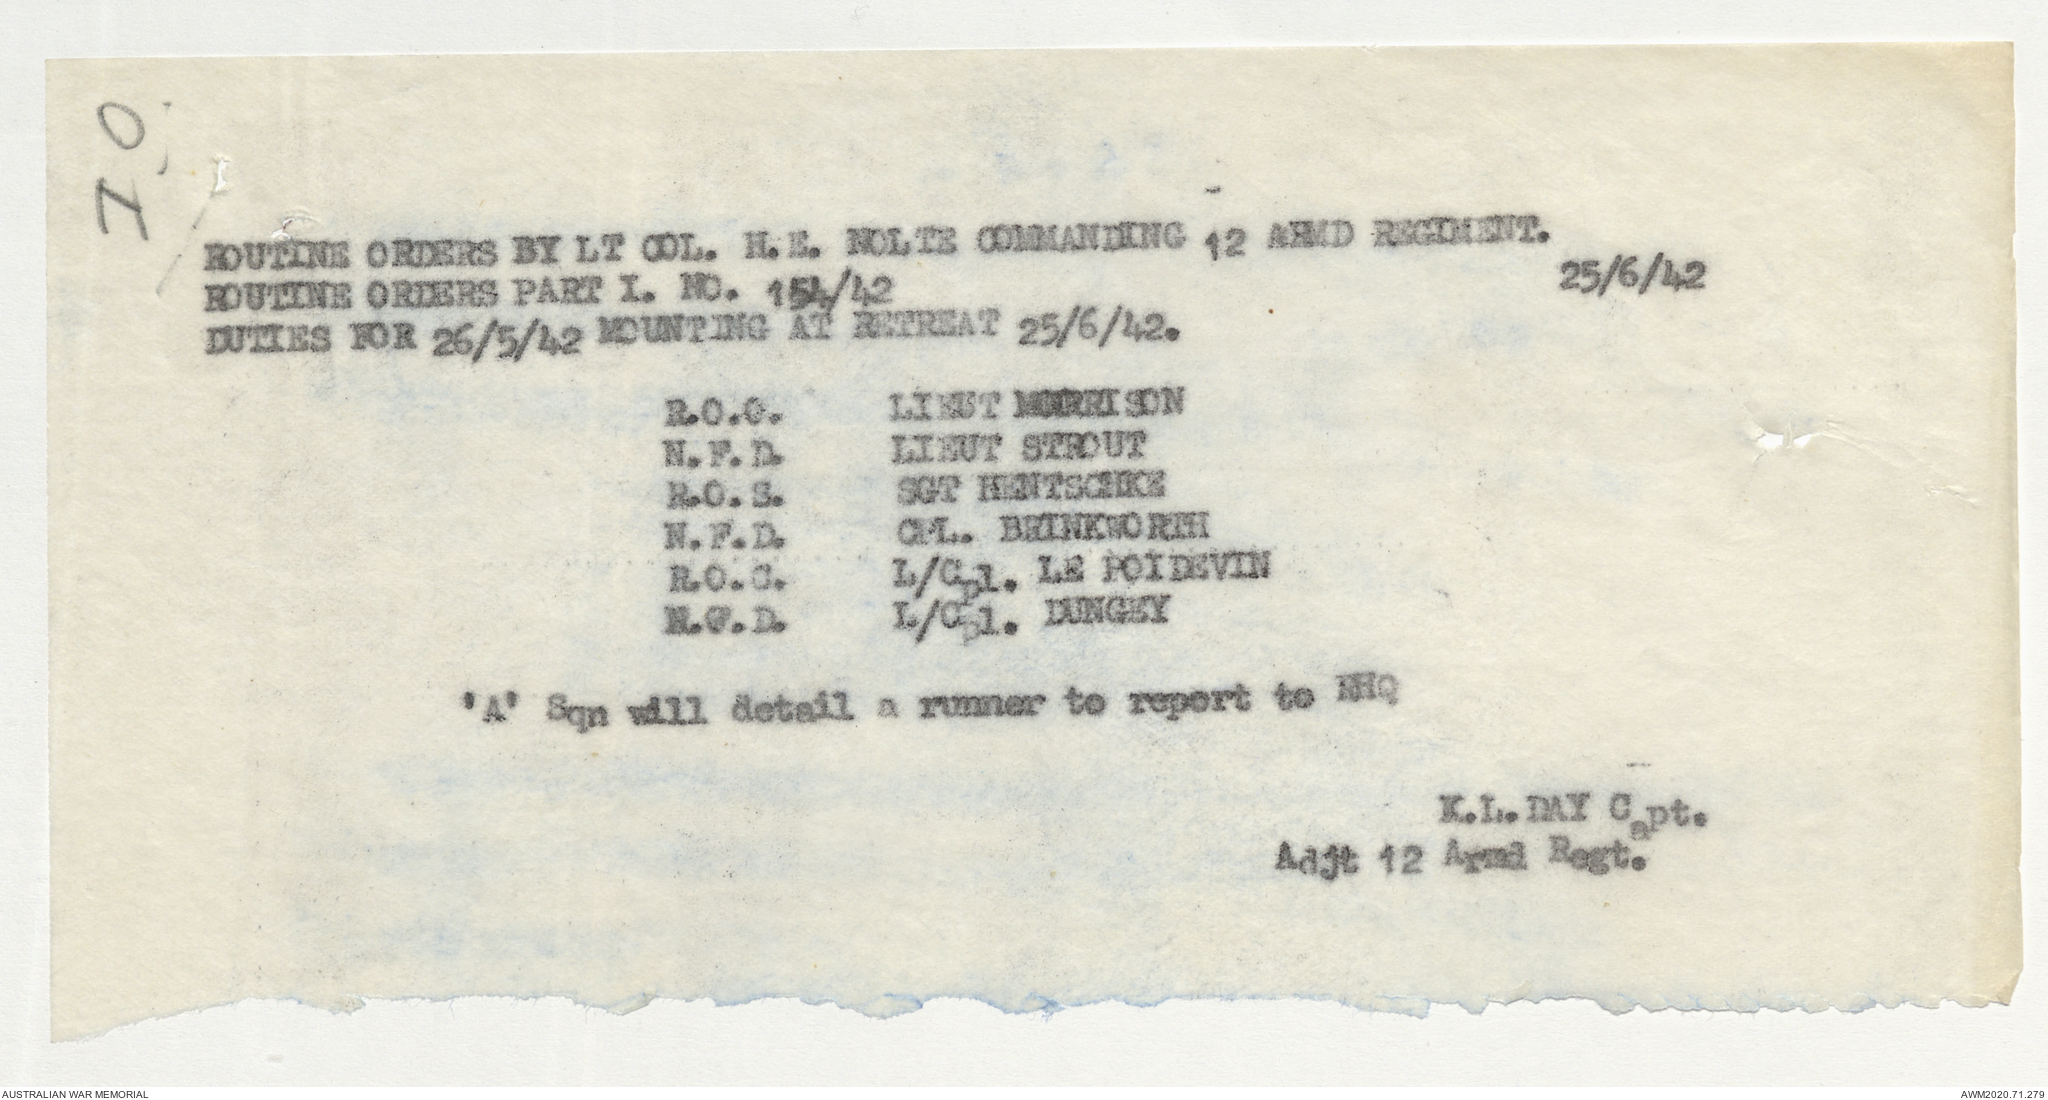 I O
ROUTINE ORDERS BY LT COL. H.E. NOLTE COMMANDING 12 ARMD REGIMENT.
25/6/42
ROUTINE ORDERS PART I. NO. 154/42
DUTIES FOR 26/5/42 MOUNTING AT RETREAT 25/6/42.
R.O.O. LIEUT MORRISON
N.F.D. LIEUT STROUT
R.O.S. SGT HENTSCHKE
N.F.D. CPL. BRINKWORTH
R.O.C. L/Cpl. LE POIDEVIN
N.F.D. L/Cpl. DUNGEY
'A' Sqn will detail a runner to report to RHQ
K.L.DAY Capt.
Adjt 12 Armd Regt.
AUSTRALIAN WAR MEMORIAL
AWM2020.71.279